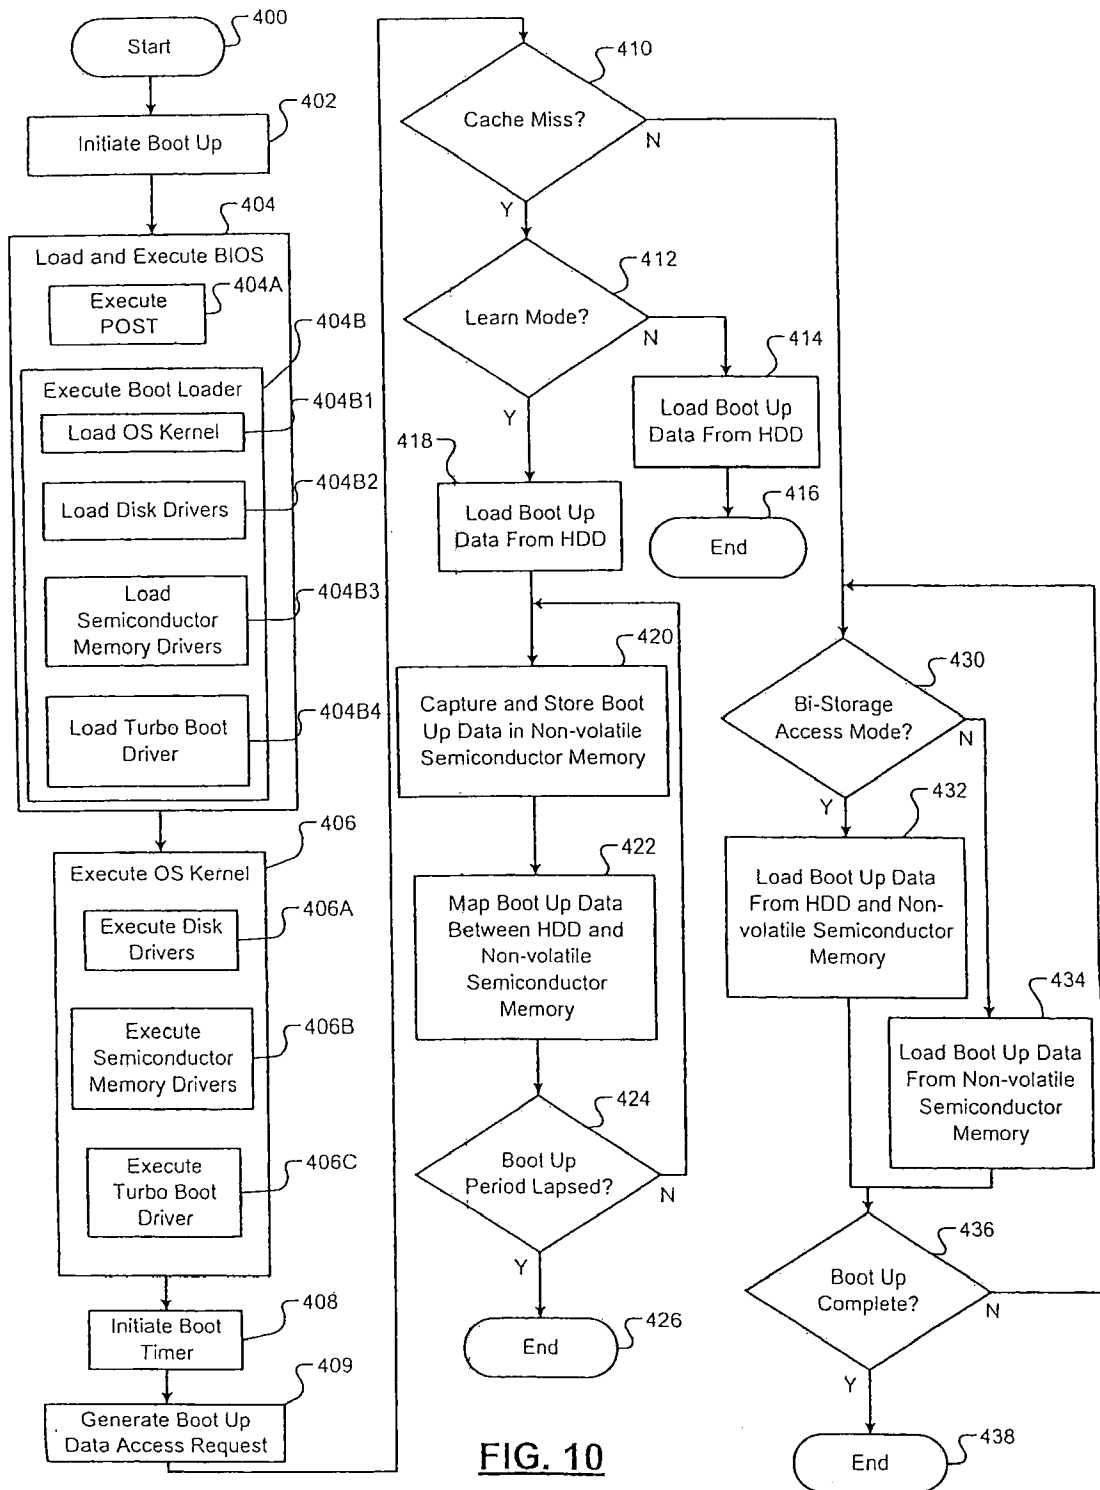 400
Start
402
Initiate Boot Up
404
Load and Execute BIOS
404A
Execute
POST
404B
Execute Boot Loader
404B1
Load OS Kernel
404B2
Load Disk Drivers
Load
Semiconductor
Memory Drivers
404B3
Load Turbo Boot
Driver
404B4
406
Execute OS Kernel
406A
Execute Disk
Drivers
406B
Execute
Semiconductor
Memory Drivers
406C
Execute
Turbo Boot
Driver
408
Initiate Boot
Timer
409
Generate Boot Up
Data Access Request
410
Cache Miss?
N
Y
412
Learn Mode?
N
Y
414
Load Boot Up
Data From HDD
416
End
418
Load Boot Up
Data From HDD
420
Capture and Store Boot
Up Data in Non-volatile
Semiconductor Memory
422
Map Boot Up Data
Between HDD and
Non-volatile
Semiconductor
Memory
424
Boot Up
Period Lapsed?
N
Y
End
426
430
Bi-Storage
Access Mode?
N
Y
432
Load Boot Up Data
From HDD and Non-
volatile Semiconductor
Memory
434
Load Boot Up Data
From Non-volatile
Semiconductor
Memory
436
Boot Up
Complete?
N
Y
End
438
FIG. 10